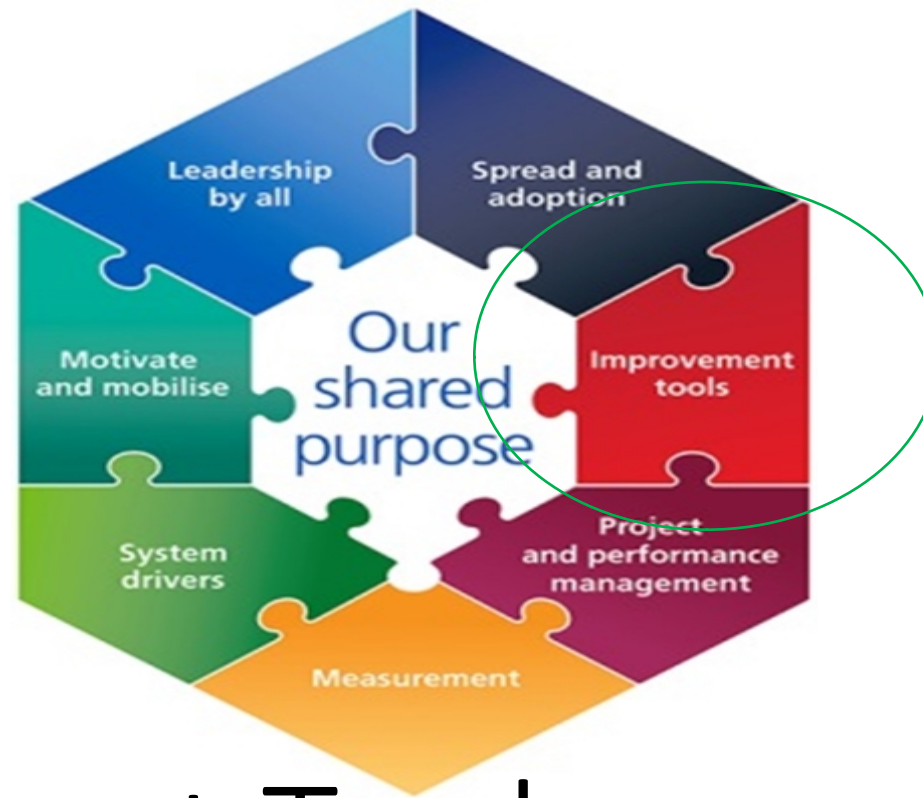 Leadership
by all
Spread and
adoption
Our
shared
purpose
Motivate
and mobilise
Improvement
tools
System
drivers
Project
and performance
management
Measurement